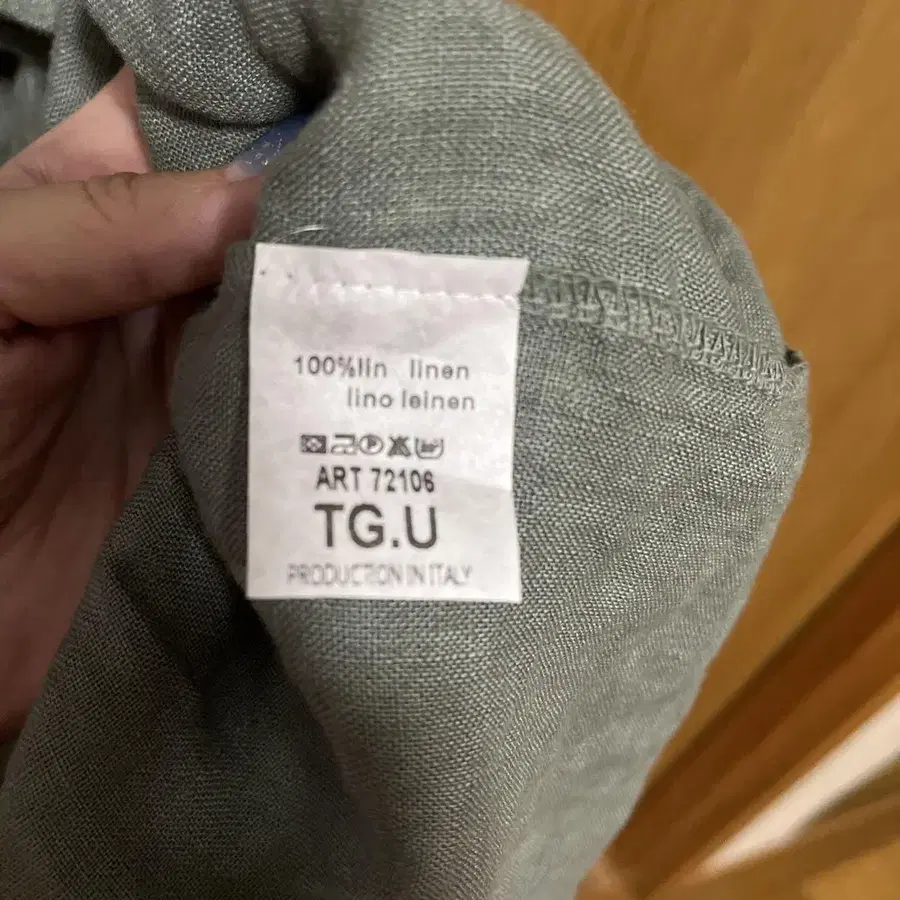 100%lin linen
lino leinen
ART 72106
TG.U
PRODUCTION IN ITALY